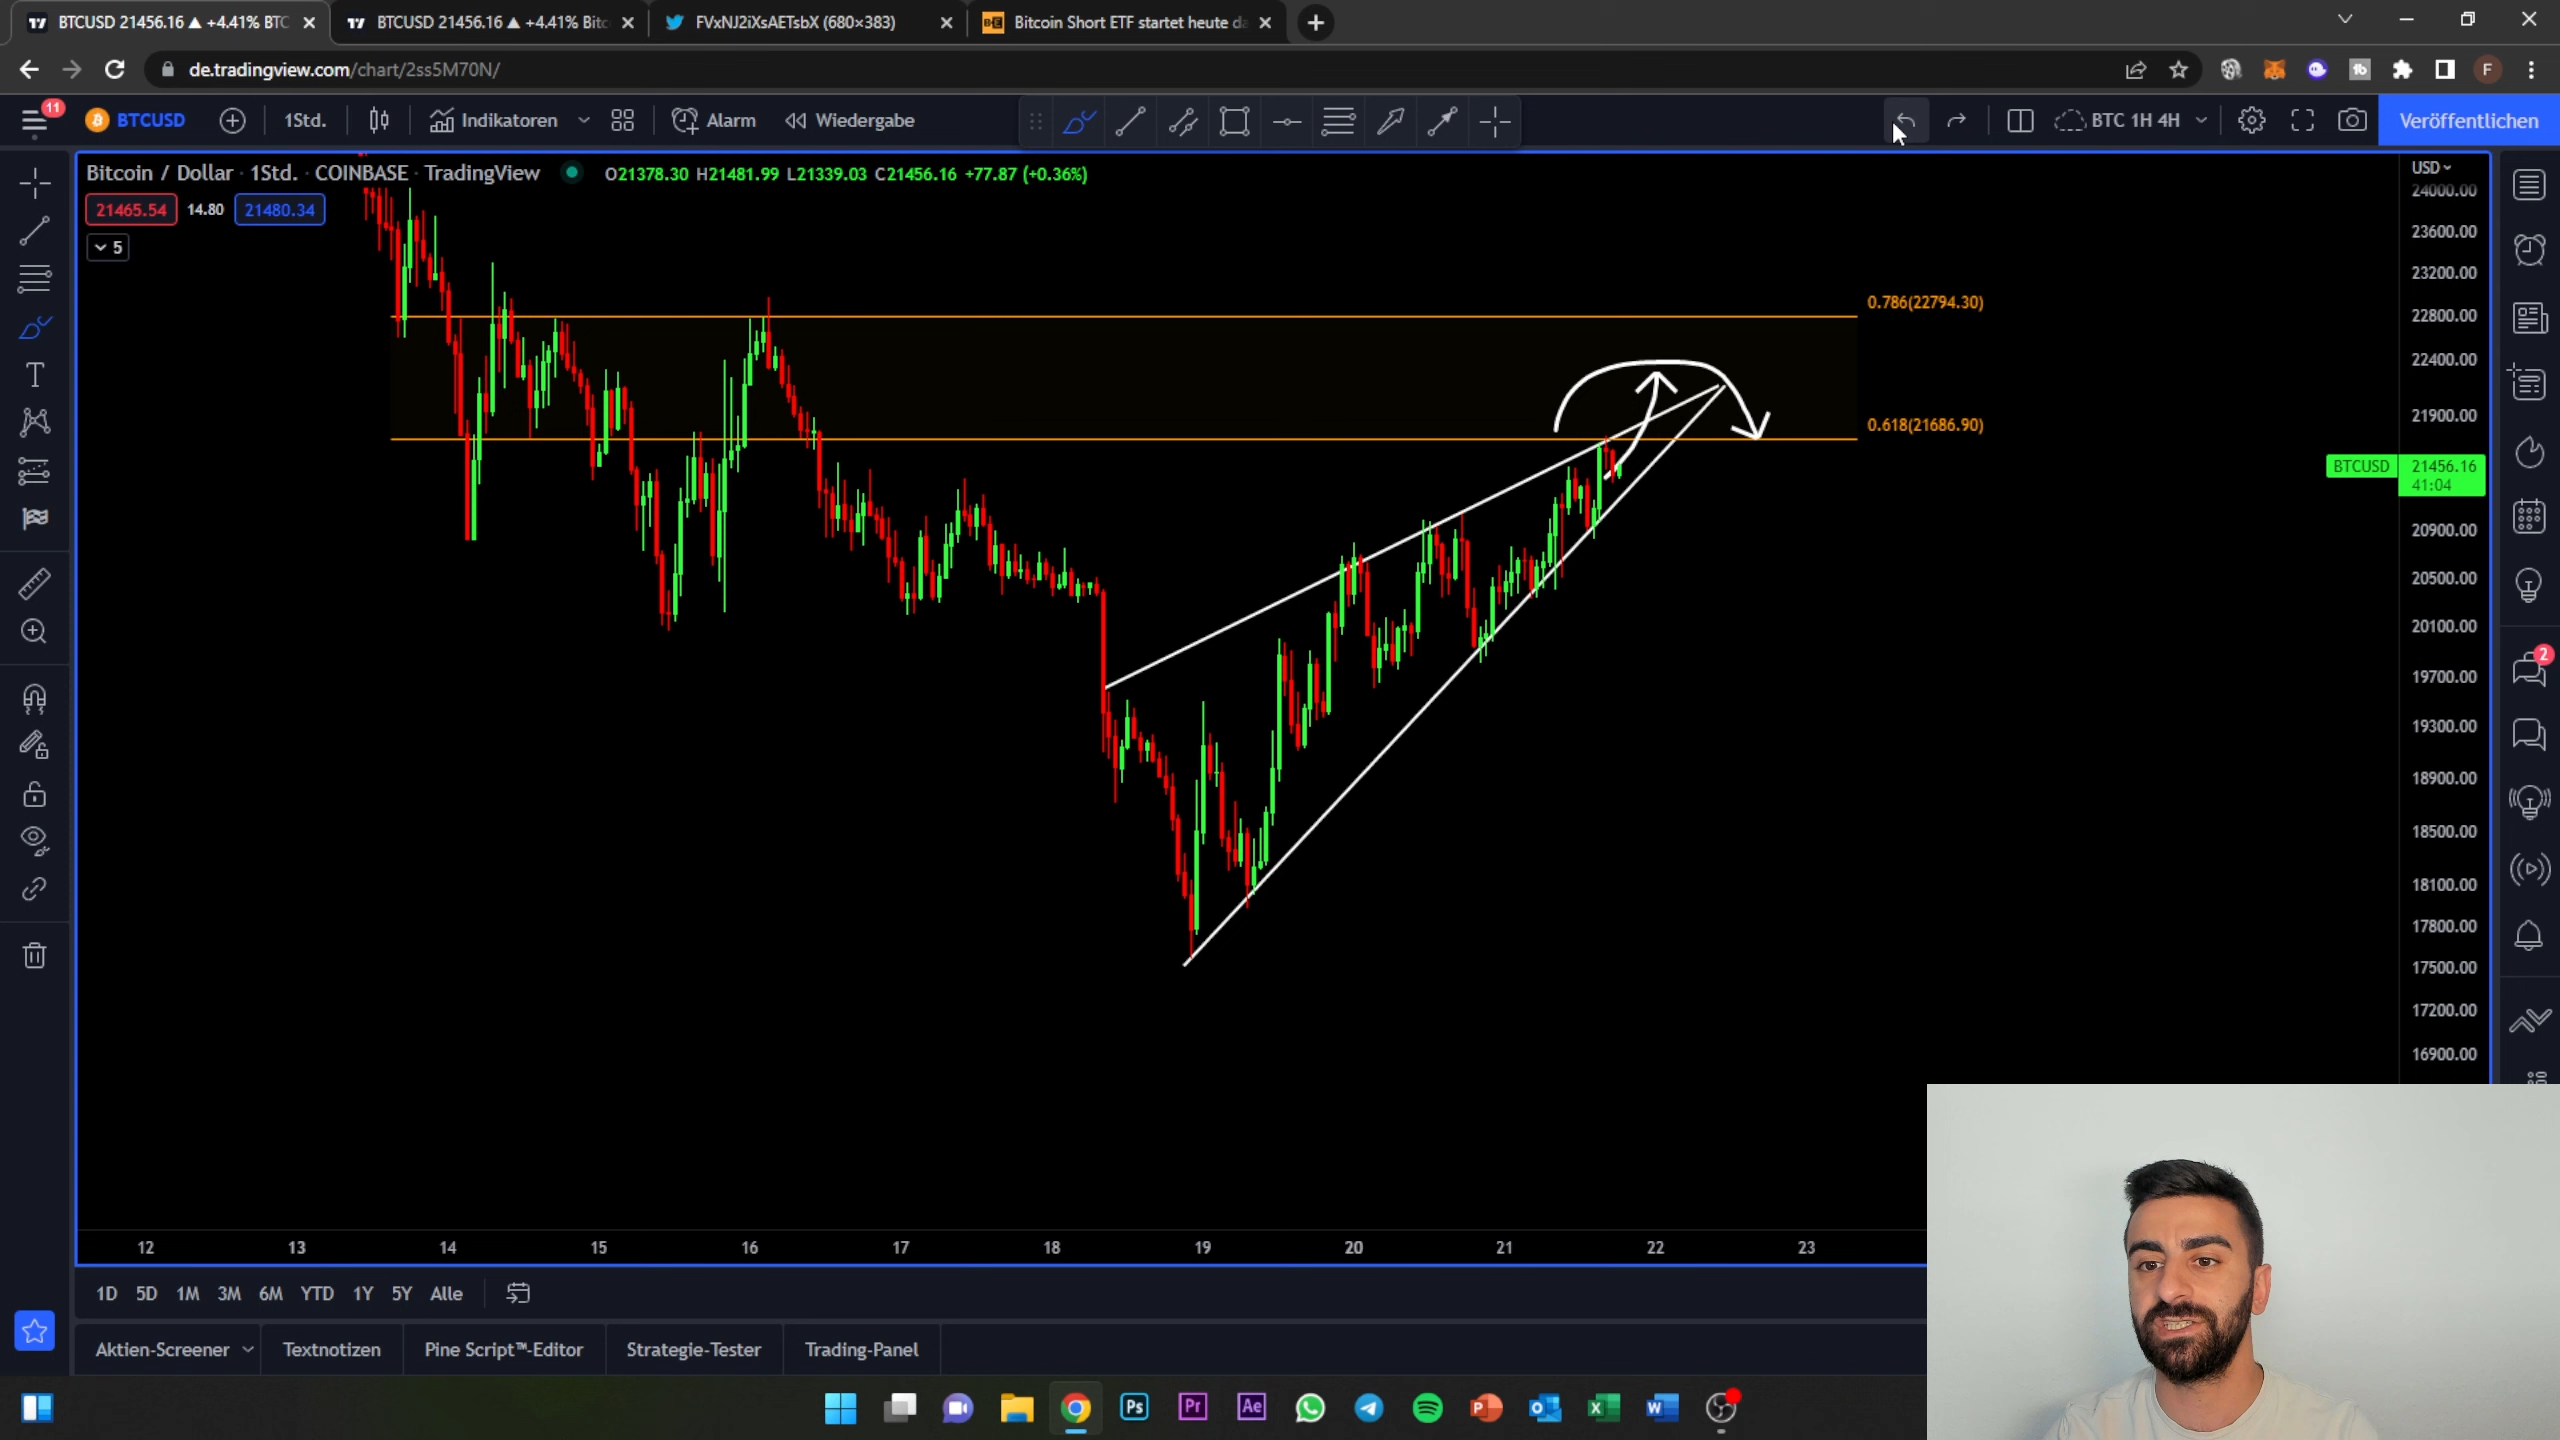 BTCUSD 21456.16 ▲ +4.41% BTC
BTCUSD 21456.16 ▲ +4.41% Bitc
FVxNJ2iXsAETsbX (680×383)
Bitcoin Short ETF startet heute da
de.tradingview.com/chart/2ss5M70N/
F
11
BTCUSD
1Std.
Indikatoren
Alarm
Wiedergabe
BTC 1H 4H
Veröffentlichen
Bitcoin / Dollar · 1Std. · COINBASE · TradingView
O21378.30 H21481.99 L21339.03 C21456.16 +77.87 (+0.36%)
21465.54
14.80
21480.34
5
USD
24000.00
23600.00
23200.00
0.786(22794.30)
22800.00
22400.00
21900.00
0.618(21686.90)
BTCUSD
21456.16
41:04
20900.00
20500.00
20100.00
19700.00
19300.00
18900.00
18500.00
18100.00
17800.00
17500.00
17200.00
16900.00
2
12 13 14 15 16 17 18 19 20 21 22 23
1D 5D 1M 3M 6M YTD 1Y 5Y Alle
Aktien-Screener
Textnotizen
Pine Script™-Editor
Strategie-Tester
Trading-Panel
Ps
Pr
Ae